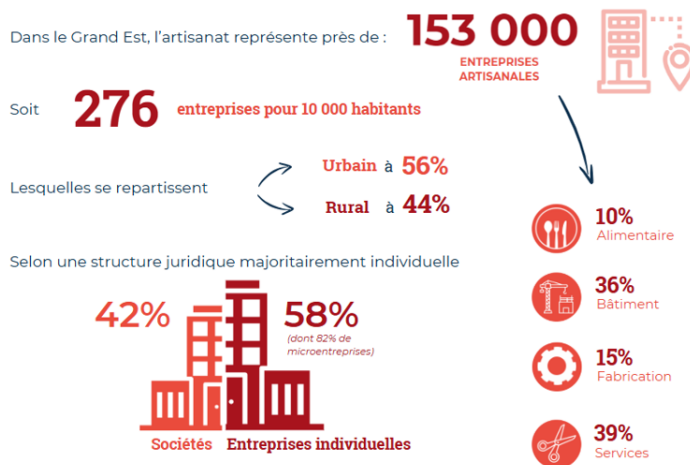 Dans le Grand Est, l'artisanat représente près de :
153 000
ENTREPRISES
ARTISANALES
Soit 276 entreprises pour 10 000 habitants
Lesquelles se repartissent
Urbain à 56%
Rural à 44%
Selon une structure juridique majoritairement individuelle
42%
58%
(dont 82% de
microentreprises)
Sociétés
Entreprises individuelles
10%
Alimentaire
36%
Bâtiment
15%
Fabrication
39%
Services